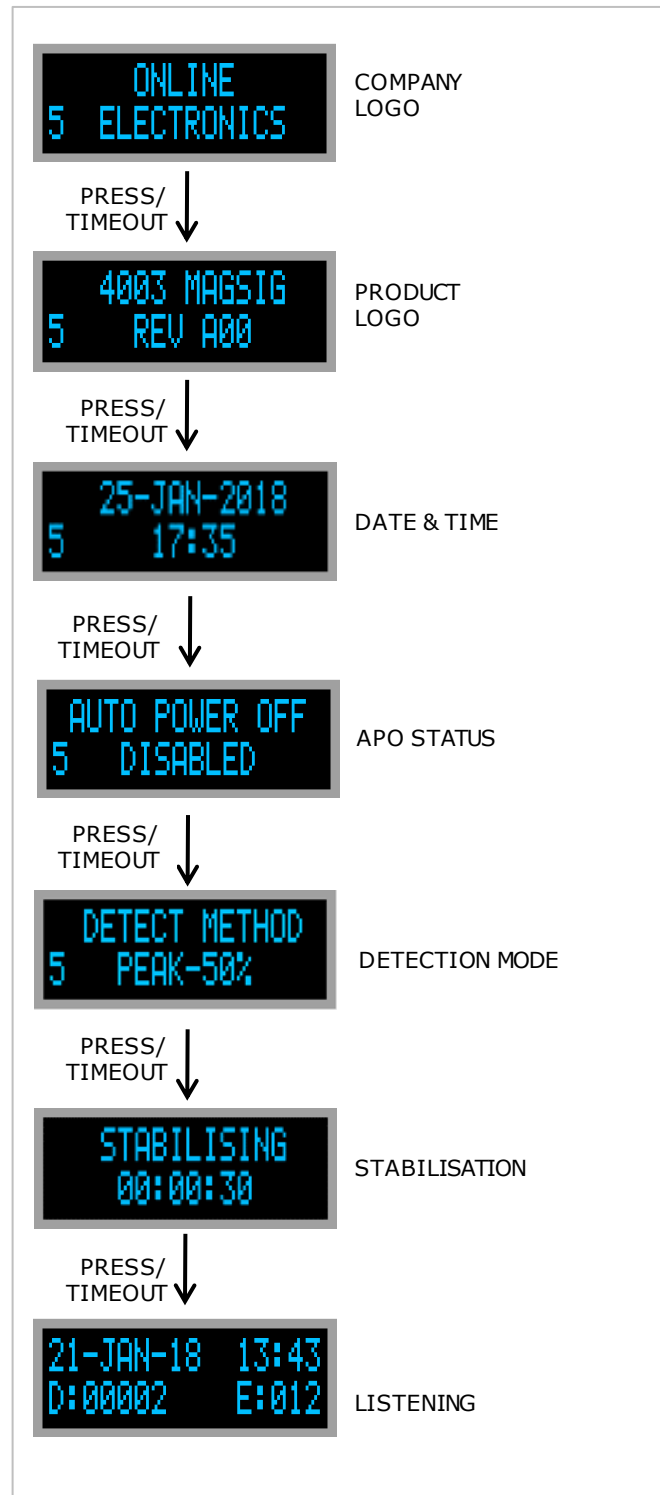 ONLINE
5 ELECTRONICS
COMPANY
LOGO
PRESS/
TIMEOUT
4003 MAGSIG
5 REV A00
PRODUCT
LOGO
PRESS/
TIMEOUT
25-JAN-2018
5 17:35
DATE & TIME
PRESS/
TIMEOUT
AUTO POWER OFF
5 DISABLED
APO STATUS
PRESS/
TIMEOUT
DETECT METHOD
5 PEAK-50%
DETECTION MODE
PRESS/
TIMEOUT
STABILISING
00:00:30
STABILISATION
PRESS/
TIMEOUT
21-JAN-18 13:43
D:00002 E:012
LISTENING